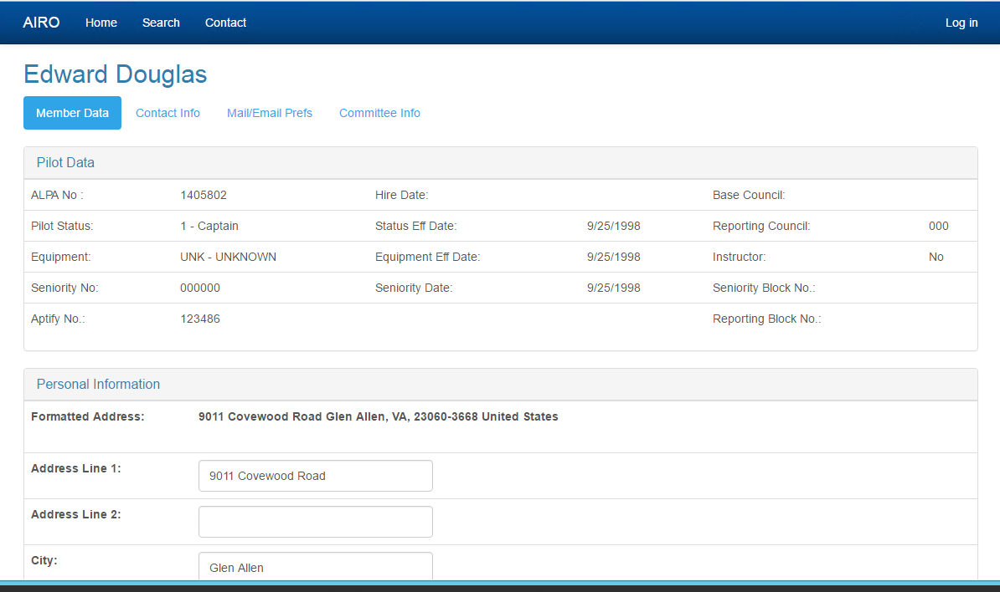 AIRO Home Search Contact Log in
Edward Douglas
Member Data Contact Info Mail/Email Prefs Committee Info
Pilot Data
ALPA No : 1405802 Hire Date: Base Council:
Pilot Status: 1 - Captain Status Eff Date: 9/25/1998 Reporting Council: 000
Equipment: UNK - UNKNOWN Equipment Eff Date: 9/25/1998 Instructor: No
Seniority No: 000000 Seniority Date: 9/25/1998 Seniority Block No.:
Aptify No.: 123486 Reporting Block No.:
Personal Information
Formatted Address: 9011 Covewood Road Glen Allen, VA, 23060-3668 United States
Address Line 1: 9011 Covewood Road
Address Line 2:
City: Glen Allen